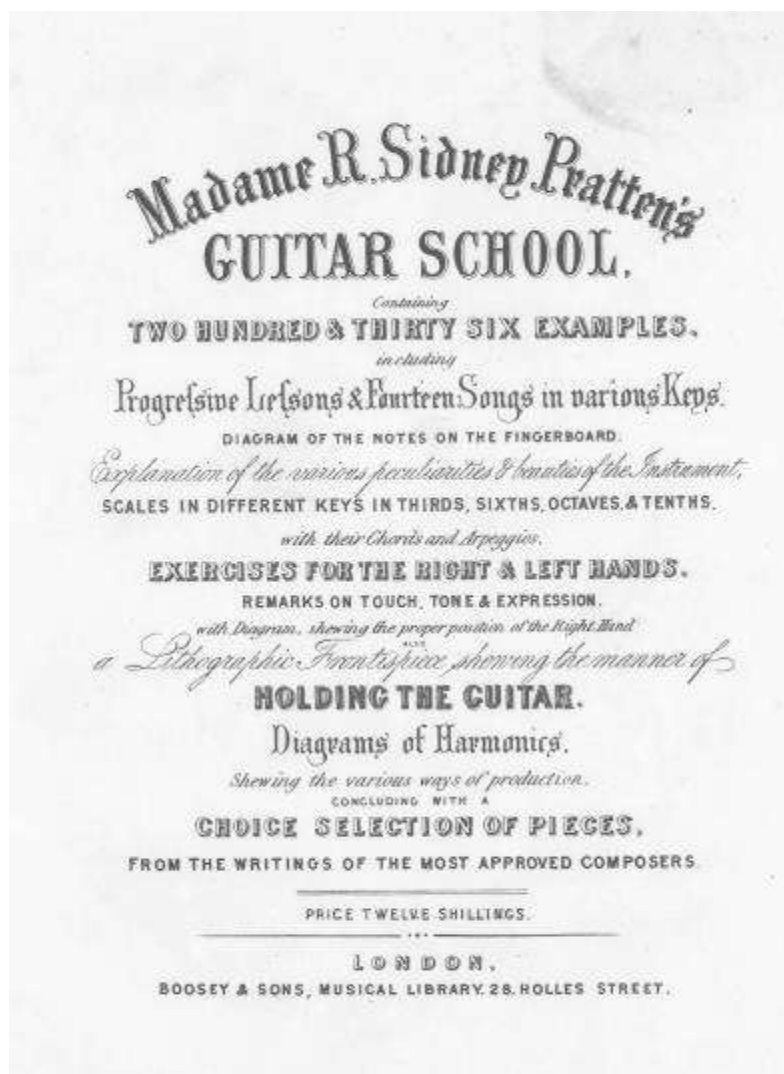 Madame R. Sidney Pratten's
GUITAR SCHOOL,
Containing
TWO HUNDRED & THIRTY SIX EXAMPLES,
including
Progreſsive Leſsons & Fourteen Songs in various Keys.
DIAGRAM OF THE NOTES ON THE FINGERBOARD.
Explanation of the various peculiarities & beauties of the Instrument,
SCALES IN DIFFERENT KEYS IN THIRDS, SIXTHS, OCTAVES, & TENTHS,
with their Chords and Arpeggios,
EXERCISES FOR THE RIGHT & LEFT HANDS.
REMARKS ON TOUCH, TONE & EXPRESSION.
with Diagram, shewing the proper position of the Right Hand
ALSO
a Lithographic Frontispiece, showing the manner of
HOLDING THE GUITAR.
Diagrams of Harmonics,
Shewing the various ways of production,
CONCLUDING WITH A
CHOICE SELECTION OF PIECES,
FROM THE WRITINGS OF THE MOST APPROVED COMPOSERS.
PRICE TWELVE SHILLINGS.
LONDON,
BOOSEY & SONS, MUSICAL LIBRARY. 28. HOLLES STREET.